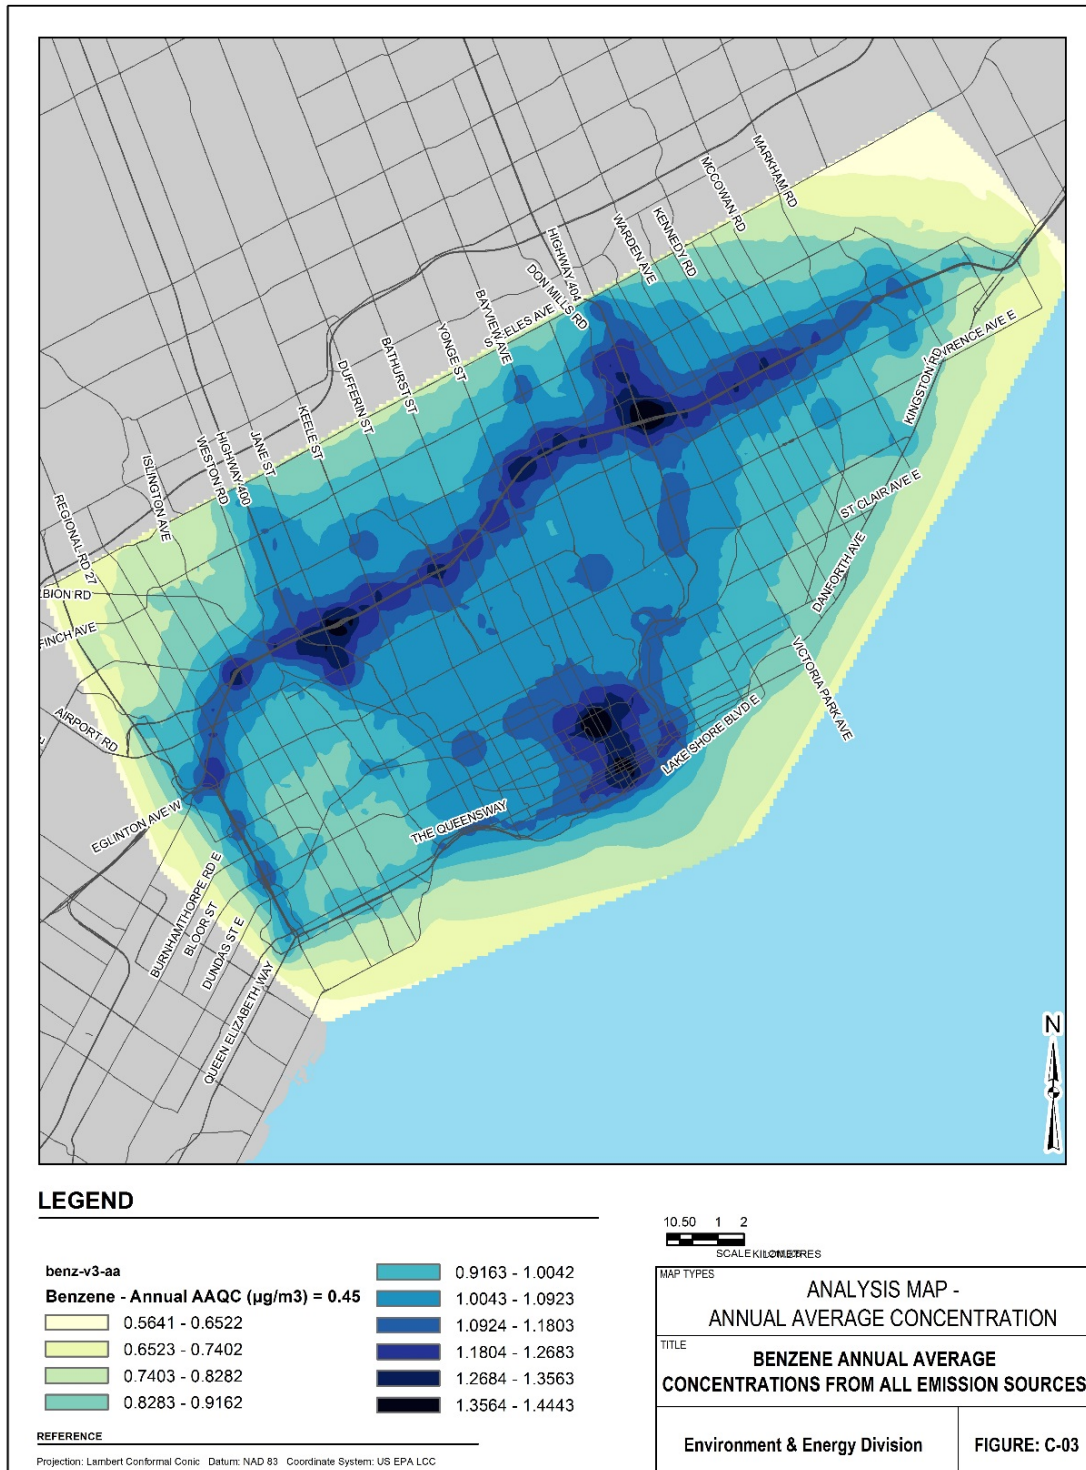 MARKHAM RD
MCCOWAN RD
KENNEDY RD
WARDEN AVE
HIGHWAY 404
DON MILLS RD
BAYVIEW AVE
YONGE ST
BATHURST ST
DUFFERIN ST
KEELE ST
JANE ST
HIGHWAY 400
WESTON RD
ISLINGTON AVE
REGIONAL RD 27
LBION RD
FINCH AVE
AIRPORT RD
EGLINTON AVE W
BURNHAMTHORPE RD E
BLOOR ST
DUNDAS ST E
QUEEN ELIZABETH WAY
THE QUEENSWAY
LAKE SHORE BLVD E
VICTORIA PARK AVE
DANFORTH AVE
ST CLAIR AVE E
KINGSTON RD
WRENCE AVE E
N
LEGEND
benz-v3-aa
Benzene - Annual AAQC (µg/m3) = 0.45
0.5641 - 0.6522
0.6523 - 0.7402
0.7403 - 0.8282
0.8283 - 0.9162
0.9163 - 1.0042
1.0043 - 1.0923
1.0924 - 1.1803
1.1804 - 1.2683
1.2684 - 1.3563
1.3564 - 1.4443
REFERENCE
Projection: Lambert Conformal Conic Datum: NAD 83 Coordinate System: US EPA LCC
10.50 1 2
SCALE
MAP TYPES
ANALYSIS MAP -
ANNUAL AVERAGE CONCENTRATION
TITLE
BENZENE ANNUAL AVERAGE
CONCENTRATIONS FROM ALL EMISSION SOURCES
Environment & Energy Division
FIGURE: C-03